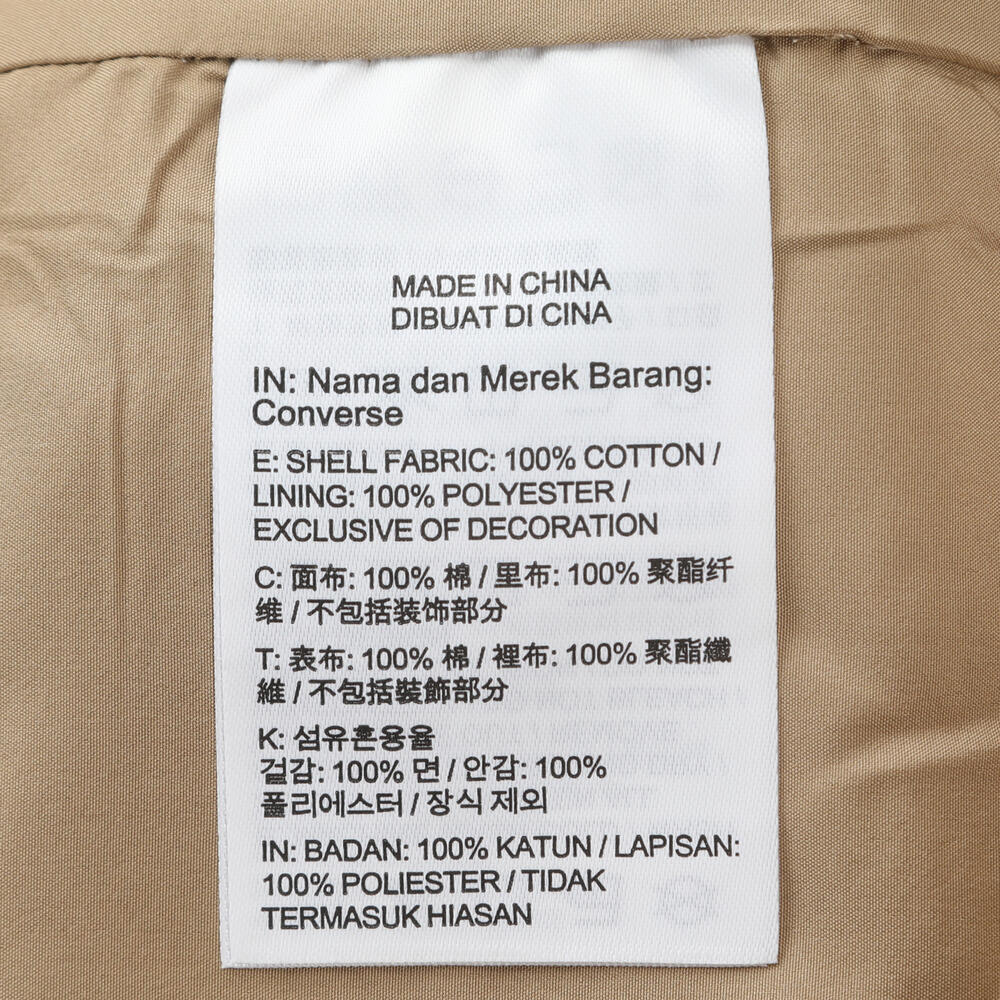 MADE IN CHINA
DIBUAT DI CINA
IN: Nama dan Merek Barang:
Converse
E: SHELL FABRIC: 100% COTTON /
LINING: 100% POLYESTER /
EXCLUSIVE OF DECORATION
C: 面布: 100% 棉 / 里布: 100% 聚酯纤
维 / 不包括装饰部分
T: 表布: 100% 棉 / 裡布: 100% 聚酯纖
維 / 不包括裝飾部分
K: 섬유혼용율
겉감: 100% 면 / 안감: 100%
폴리에스터 / 장식 제외
IN: BADAN: 100% KATUN / LAPISAN:
100% POLIESTER / TIDAK
TERMASUK HIASAN